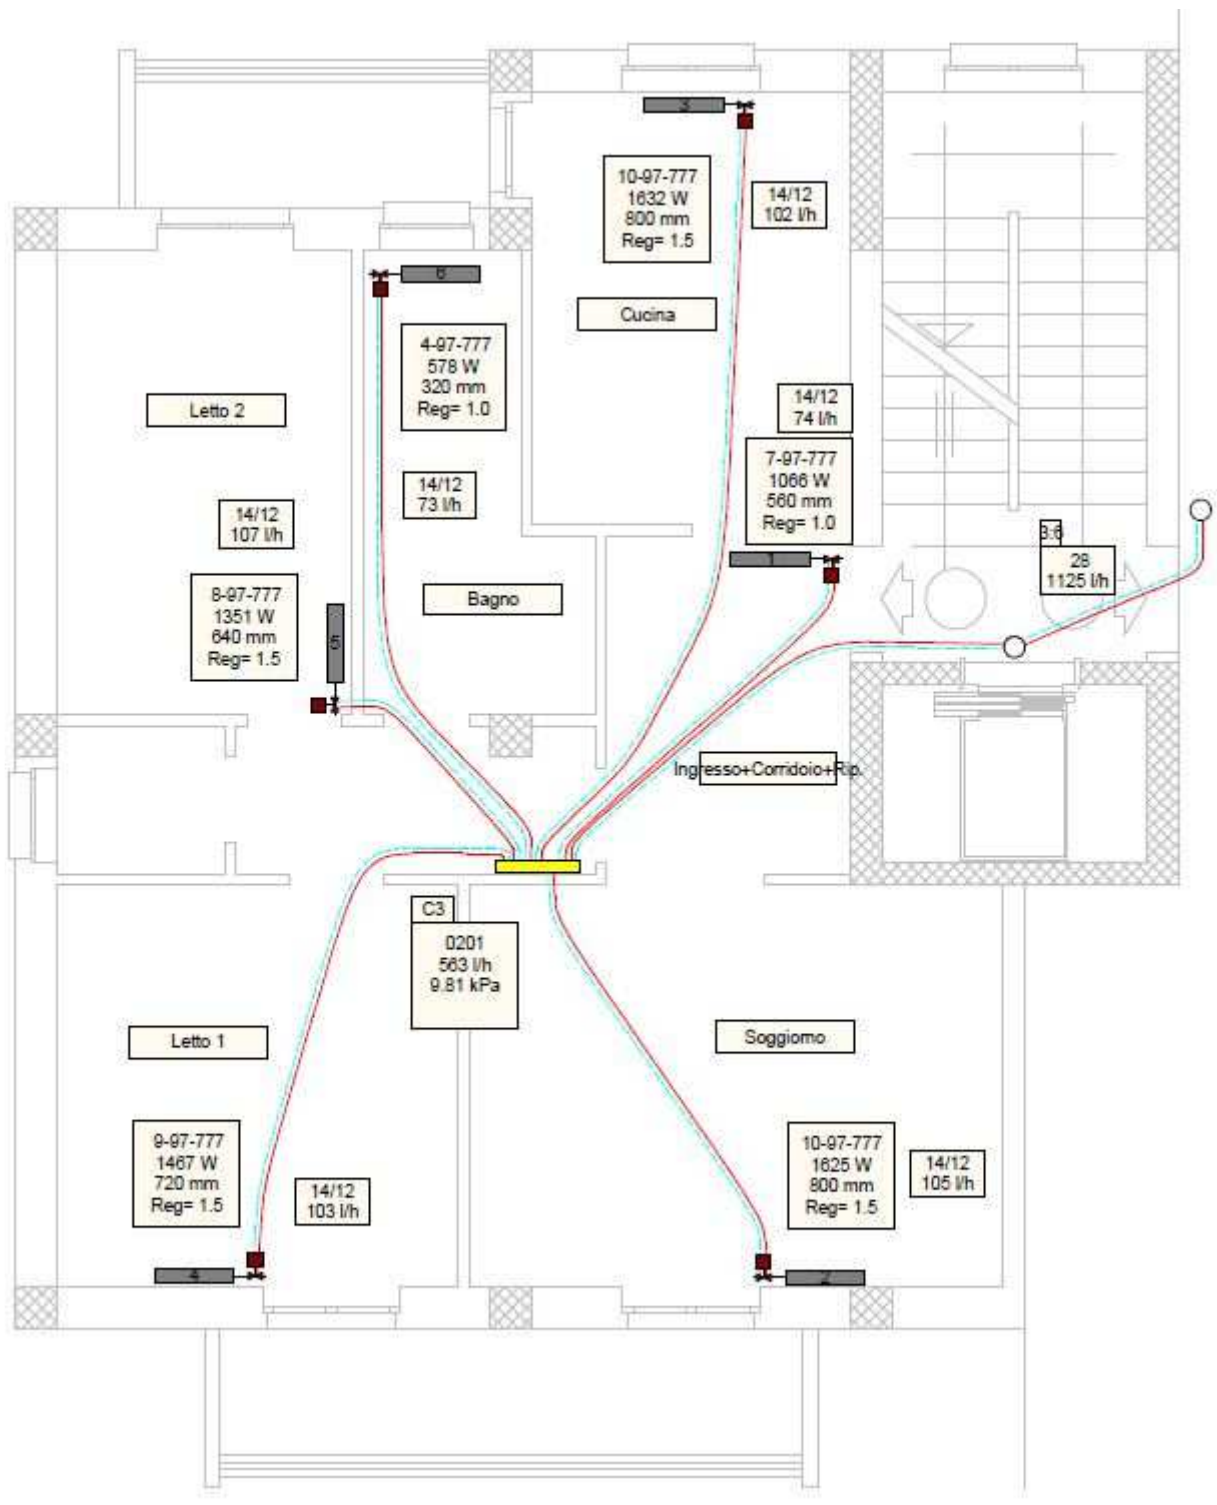 3
10-97-777
1632 W
800 mm
Reg= 1.5
14/12
102 l/h
Cucina
6
4-97-777
578 W
320 mm
Reg= 1.0
14/12
73 l/h
Letto 2
14/12
107 l/h
8-97-777
1351 W
640 mm
Reg= 1.5
5
Bagno
14/12
74 l/h
7-97-777
1066 W
560 mm
Reg= 1.0
1
3:6
28
1125 l/h
Ingresso+Corridoio+Rip.
C3
0201
563 l/h
9.81 kPa
Letto 1
Soggiorno
9-97-777
1467 W
720 mm
Reg= 1.5
14/12
103 l/h
4
10-97-777
1625 W
800 mm
Reg= 1.5
14/12
105 l/h
2